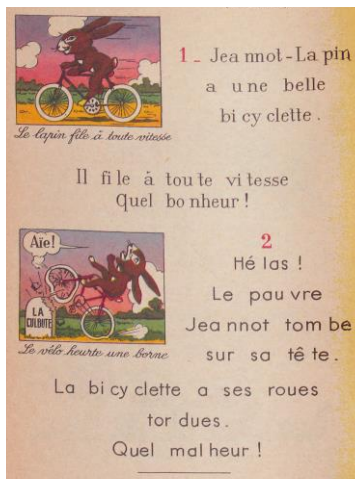 1 - Jea nnot - La pin
a une belle
bi cy clette .
Le lapin file à toute vitesse
Il fi le à tou te vi tesse
Quel bo nheur !
Aïe!
LA
CULBUTE
Le vélo heurte une borne
2
Hé las !
Le pau vre
Jea nnot tom be
sur sa tê te .
La bi cy clette a ses roues
tor dues .
Quel mal heur !